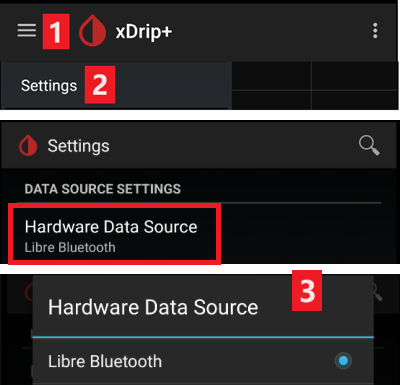 1 xDrip+
Settings 2
Settings
DATA SOURCE SETTINGS
Hardware Data Source
Libre Bluetooth
3
Hardware Data Source
Libre Bluetooth